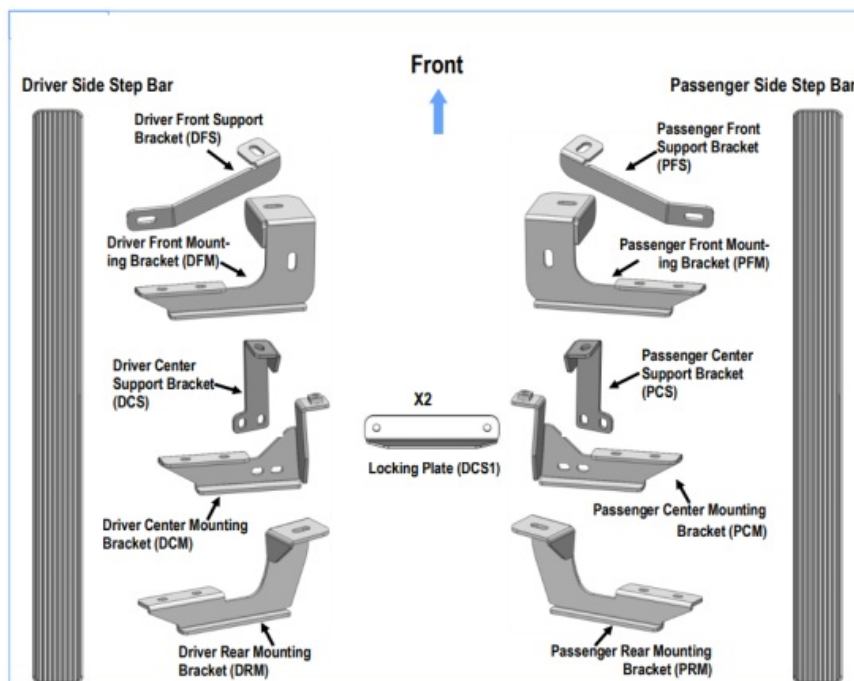 Front
Driver Side Step Bar
Passenger Side Step Bar
Driver Front Support
Bracket (DFS)
Passenger Front
Support Bracket
(PFS)
Driver Front Mount-
ing Bracket (DFM)
Passenger Front Mount-
ing Bracket (PFM)
Driver Center
Support Bracket
(DCS)
Passenger Center
Support Bracket
(PCS)
X2
Locking Plate (DCS1)
Driver Center Mounting
Bracket (DCM)
Passenger Center Mounting
Bracket (PCM)
Driver Rear Mounting
Bracket (DRM)
Passenger Rear Mounting
Bracket (PRM)